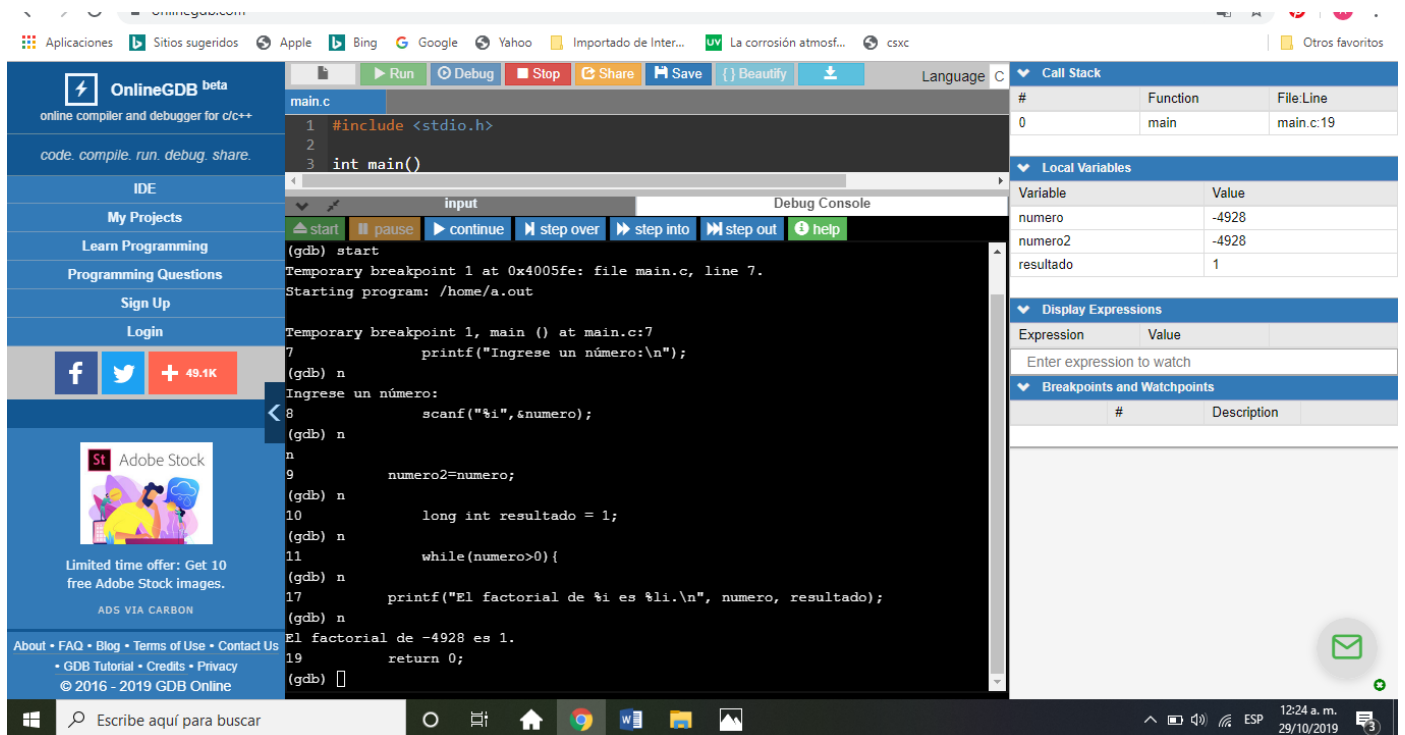 Aplicaciones Sitios sugeridos Apple Bing Google Yahoo Importado de Inter... La corrosión atmosf... csxc Otros favoritos
OnlineGDB beta
online compiler and debugger for c/c++
code. compile. run. debug. share.
IDE
My Projects
Learn Programming
Programming Questions
Sign Up
Login
49.1K
St Adobe Stock
Limited time offer: Get 10
free Adobe Stock images.
ADS VIA CARBON
About • FAQ • Blog • Terms of Use • Contact Us
• GDB Tutorial • Credits • Privacy
© 2016 - 2019 GDB Online
Run Debug Stop Share Save { } Beautify Language C
main.c
1 #include <stdio.h>
2
3 int main()
input Debug Console
start pause continue step over step into step out help
(gdb) start
Temporary breakpoint 1 at 0x4005fe: file main.c, line 7.
Starting program: /home/a.out
Temporary breakpoint 1, main () at main.c:7
7 printf("Ingrese un número:\n");
(gdb) n
Ingrese un número:
8 scanf("%i",&numero);
(gdb) n
n
9 numero2=numero;
(gdb) n
10 long int resultado = 1;
(gdb) n
11 while(numero>0){
(gdb) n
17 printf("El factorial de %i es %li.\n", numero, resultado);
(gdb) n
El factorial de -4928 es 1.
19 return 0;
(gdb)
Call Stack
# Function File:Line
0 main main.c:19
Local Variables
Variable Value
numero -4928
numero2 -4928
resultado 1
Display Expressions
Expression Value
Enter expression to watch
Breakpoints and Watchpoints
# Description
Escribe aquí para buscar
ESP
12:24 a. m.
29/10/2019
3